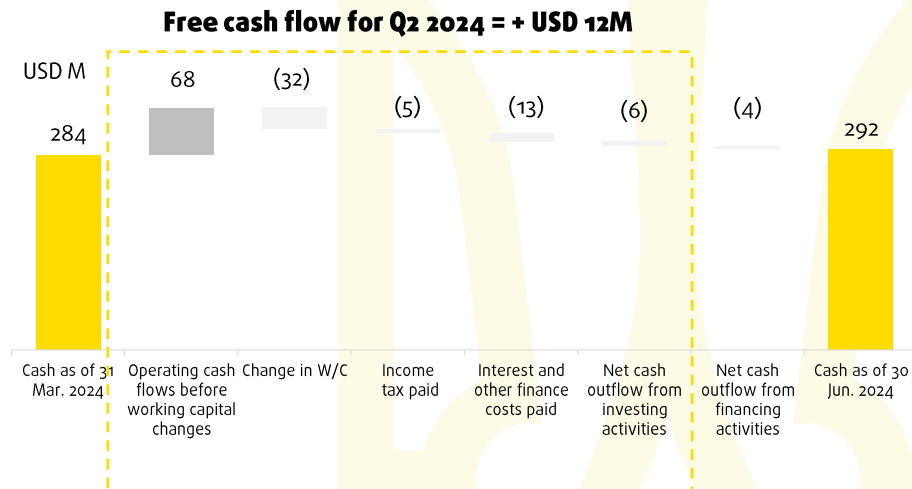 Free cash flow for Q2 2024 = + USD 12M
USD M
284
68
(32)
(5)
(13)
(6)
(4)
292
Cash as of 31
Mar. 2024
Operating cash
flows before
working capital
changes
Change in W/C
Income
tax paid
Interest and
other finance
costs paid
Net cash
outflow from
investing
activities
Net cash
outflow from
financing
activities
Cash as of 30
Jun. 2024